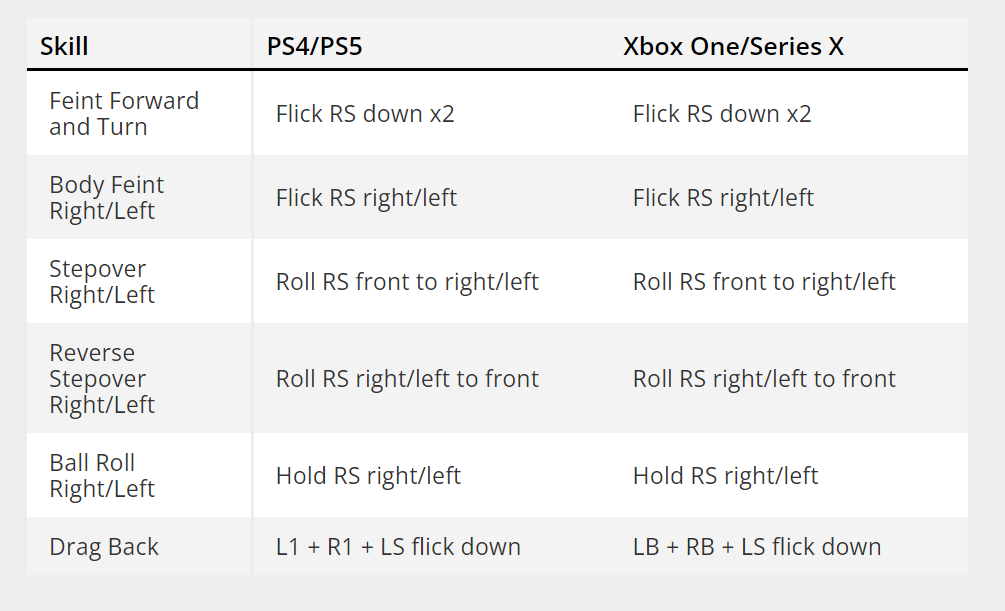 Skill PS4/PS5 Xbox One/Series X
Feint Forward
and Turn
Flick RS down x2 Flick RS down x2
Body Feint
Right/Left
Flick RS right/left Flick RS right/left
Stepover
Right/Left
Roll RS front to right/left Roll RS front to right/left
Reverse
Stepover
Right/Left
Roll RS right/left to front Roll RS right/left to front
Ball Roll
Right/Left
Hold RS right/left Hold RS right/left
Drag Back L1 + R1 + LS flick down LB + RB + LS flick down